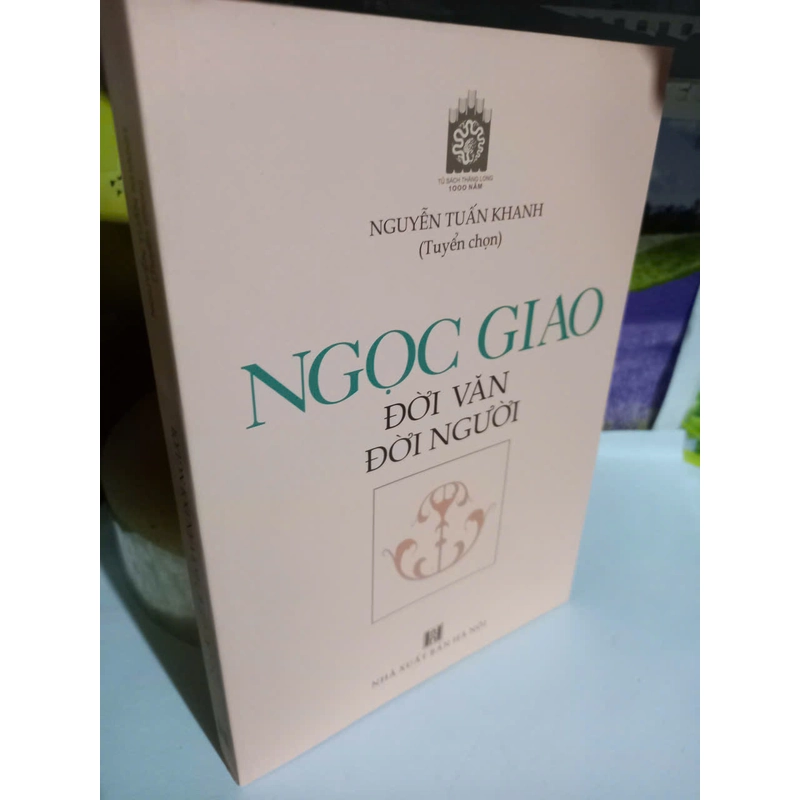 TỦ SÁCH THĂNG LONG
1000 NĂM
NGUYỄN TUẤN KHANH
(Tuyển chọn)
NGỌC GIAO
ĐỜI VĂN
ĐỜI NGƯỜI
NHÀ XUẤT BẢN HÀ NỘI